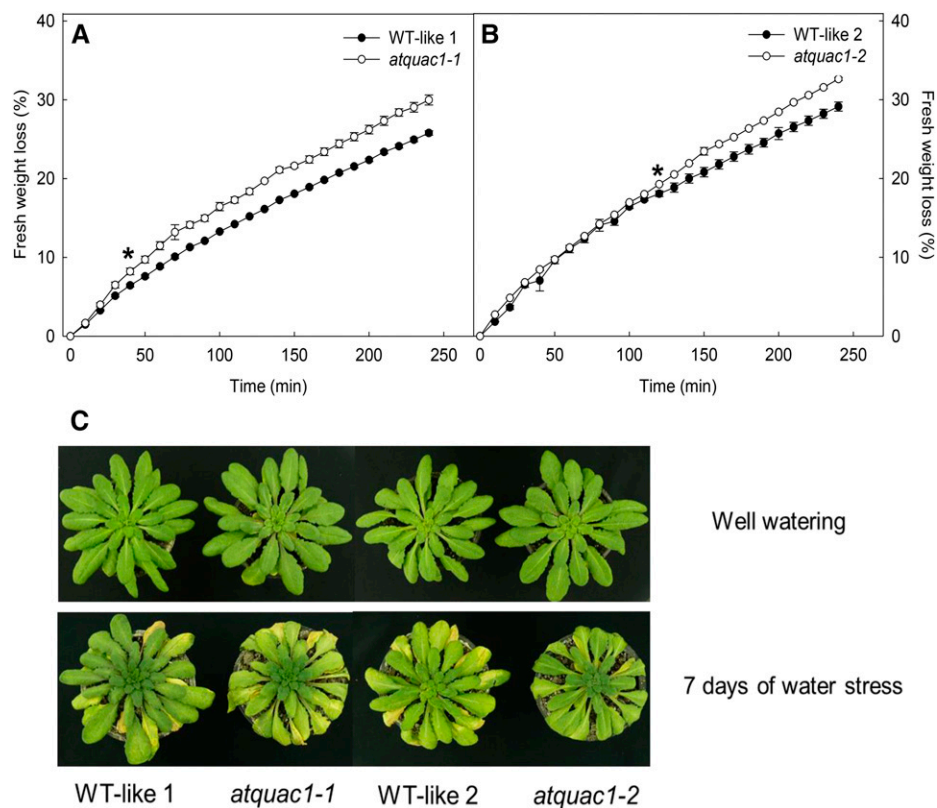 A
WT-like 1
atquac1-1
Fresh weight loss (%)
40
30
20
10
0
0 50 100 150 200 250
Time (min)
*
B
WT-like 2
atquac1-2
Fresh weight loss (%)
40
30
20
10
0
0 50 100 150 200 250
Time (min)
*
C
Well watering
7 days of water stress
WT-like 1 atquac1-1 WT-like 2 atquac1-2